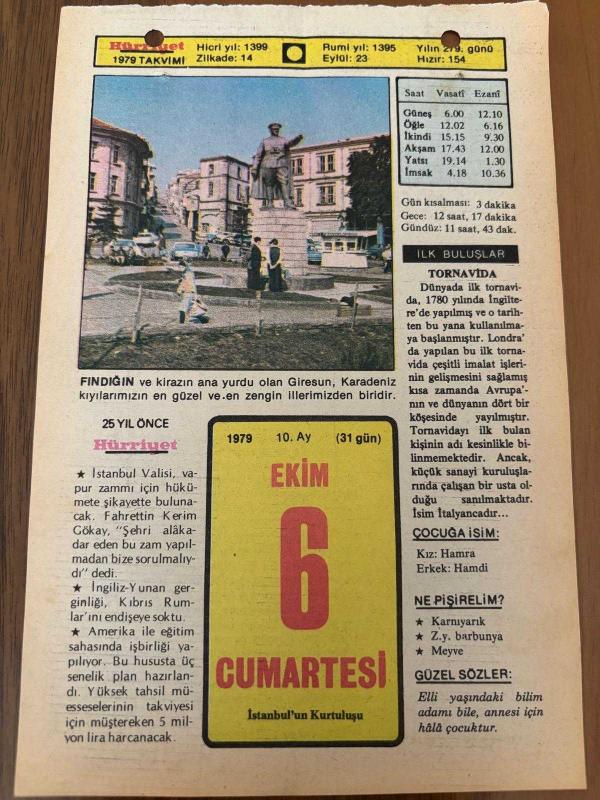 Hürriyet
1979 TAKVİMİ
Hicri yıl: 1399
Zilkade: 14
Rumi yıl: 1395
Eylül: 23
Yılın 279. günü
Hızır: 154
Saat Vasatî Ezanî
Güneş 6.00 12.10
Öğle 12.02 6.16
İkindi 15.15 9.30
Akşam 17.43 12.00
Yatsı 19.14 1.30
İmsak 4.18 10.36
Gün kısalması: 3 dakika
Gece: 12 saat, 17 dakika
Gündüz: 11 saat, 43 dak.
İLK BULUŞLAR
TORNAVİDA
Dünyada ilk tornavi-
da, 1780 yılında İngilte-
re'de yapılmış ve o tarih-
ten bu yana kullanılma-
ya başlanmıştır. Londra'
da yapılan bu ilk torna-
vida çeşitli imalat işleri-
nin gelişmesini sağlamış
kısa zamanda Avrupa'-
nın ve dünyanın dört bir
köşesinde yayılmıştır.
Tornavidayı ilk bulan
kişinin adı kesinlikle bi-
linmemektedir. Ancak,
küçük sanayi kuruluşla-
rında çalışan bir usta ol-
duğu sanılmaktadır.
İsim İtalyancadır...
FINDIĞIN ve kirazın ana yurdu olan Giresun, Karadeniz
kıyılarımızın en güzel ve.en zengin illerimizden biridir.
25 YIL ÖNCE
Hürriyet
★ İstanbul Valisi, va-
pur zammı için hükü-
mete şikayette buluna-
cak. Fahrettin Kerim
Gökay, "Şehri alâka-
dar eden bu zam yapıl-
madan bize sorulmalıy-
dı" dedi.
★ İngiliz-Yunan ger-
ginliği, Kıbrıs Rum-
lar'ını endişeye soktu.
★ Amerika ile eğitim
sahasında işbirliği ya-
pılıyor. Bu hususta üç
senelik plan hazırlan-
dı. Yüksek tahsil mü-
esseselerinin takviyesi
için müştereken 5 mil-
yon lira harcanacak.
1979 10. Ay (31 gün)
EKİM
6
CUMARTESİ
İstanbul'un Kurtuluşu
ÇOCUĞA İSİM:
Kız: Hamra
Erkek: Hamdi
NE PİŞİRELİM?
★ Karnıyarık
★ Z.y. barbunya
★ Meyve
GÜZEL SÖZLER:
Elli yaşındaki bilim
adamı bile, annesi için
hâlâ çocuktur.